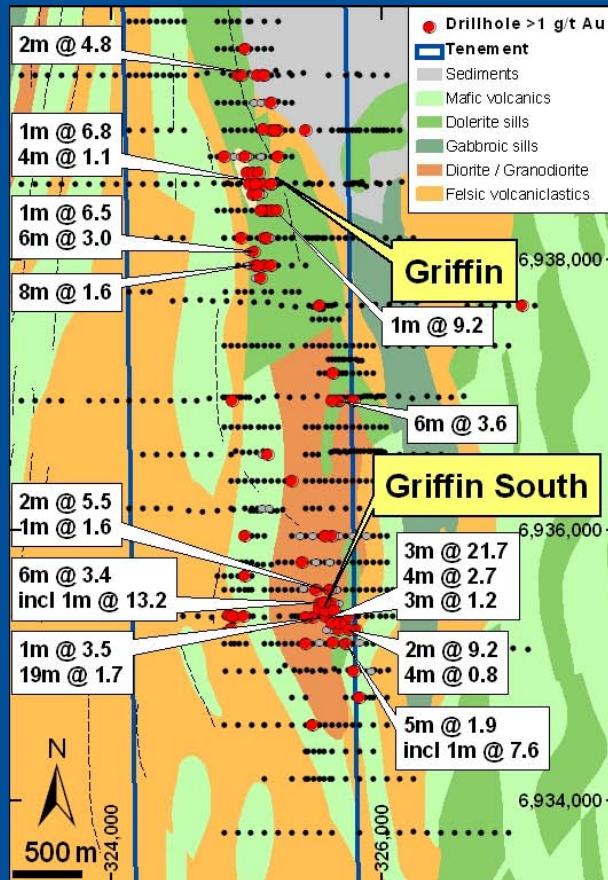 Drillhole >1 g/t Au
Tenement
Sediments
Mafic volcanics
Dolerite sills
Gabbroic sills
Diorite / Granodiorite
Felsic volcaniclastics
2m @ 4.8
1m @ 6.8
4m @ 1.1
1m @ 6.5
6m @ 3.0
8m @ 1.6
Griffin
6,938,000
1m @ 9.2
6m @ 3.6
Griffin South
2m @ 5.5
1m @ 1.6
6,936,000
3m @ 21.7
4m @ 2.7
3m @ 1.2
6m @ 3.4
incl 1m @ 13.2
1m @ 3.5
19m @ 1.7
2m @ 9.2
4m @ 0.8
5m @ 1.9
incl 1m @ 7.6
N
500 m
324,000
326,000
6,934,000